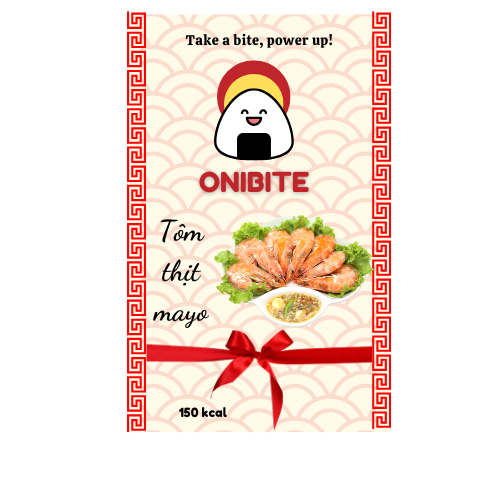 Take a bite, power up!
ONIBITE
Tôm
thịt
mayo
150 kcal